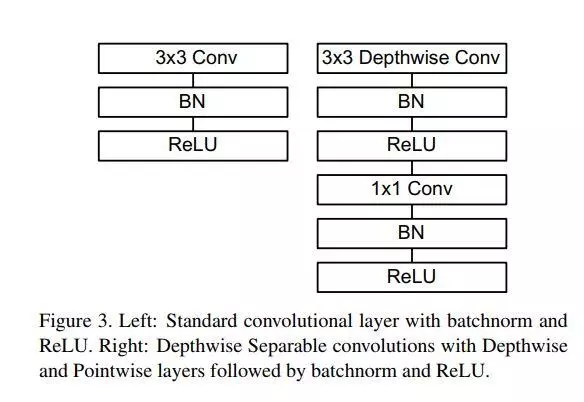 3x3 Conv
BN
ReLU
3x3 Depthwise Conv
BN
ReLU
1x1 Conv
BN
ReLU
Figure 3. Left: Standard convolutional layer with batchnorm and
ReLU. Right: Depthwise Separable convolutions with Depthwise
and Pointwise layers followed by batchnorm and ReLU.